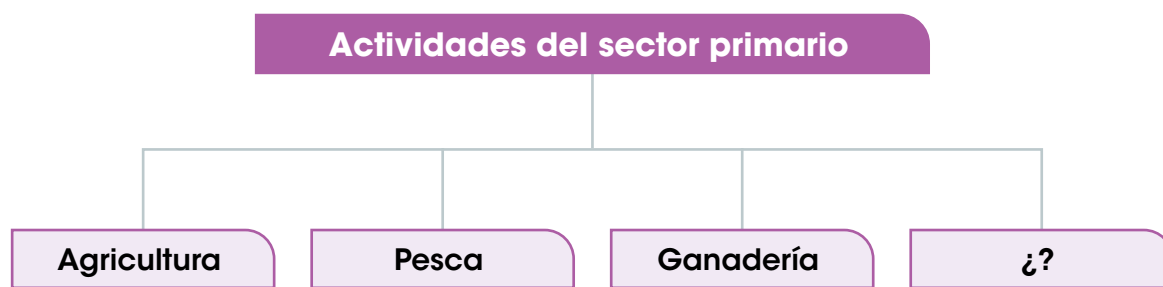 Actividades del sector primario
Agricultura
Pesca
Ganadería
¿?